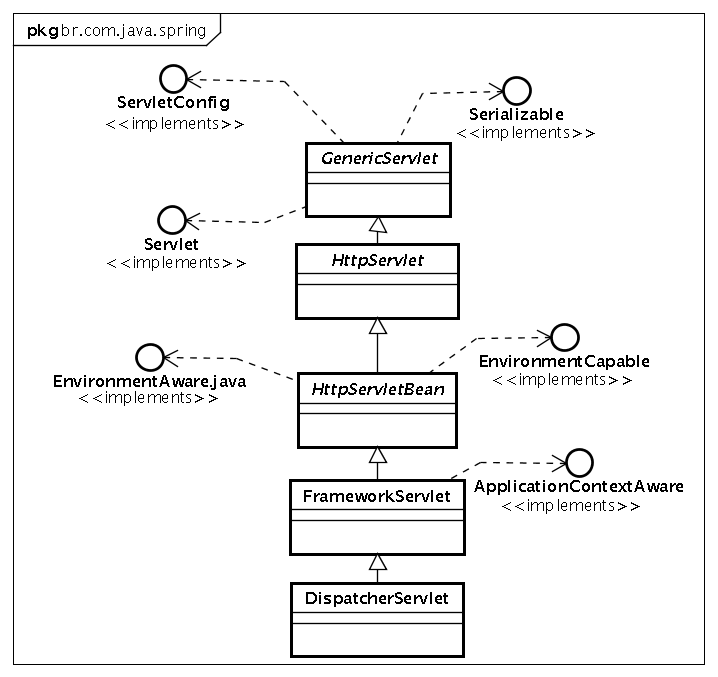 pkg br.com.java.spring
ServletConfig
<<implements>>
Serializable
<<implements>>
GenericServlet
Servlet
<<implements>>
HttpServlet
EnvironmentCapable
<<implements>>
EnvironmentAware.java
<<implements>>
HttpServletBean
FrameworkServlet
ApplicationContextAware
<<implements>>
DispatcherServlet